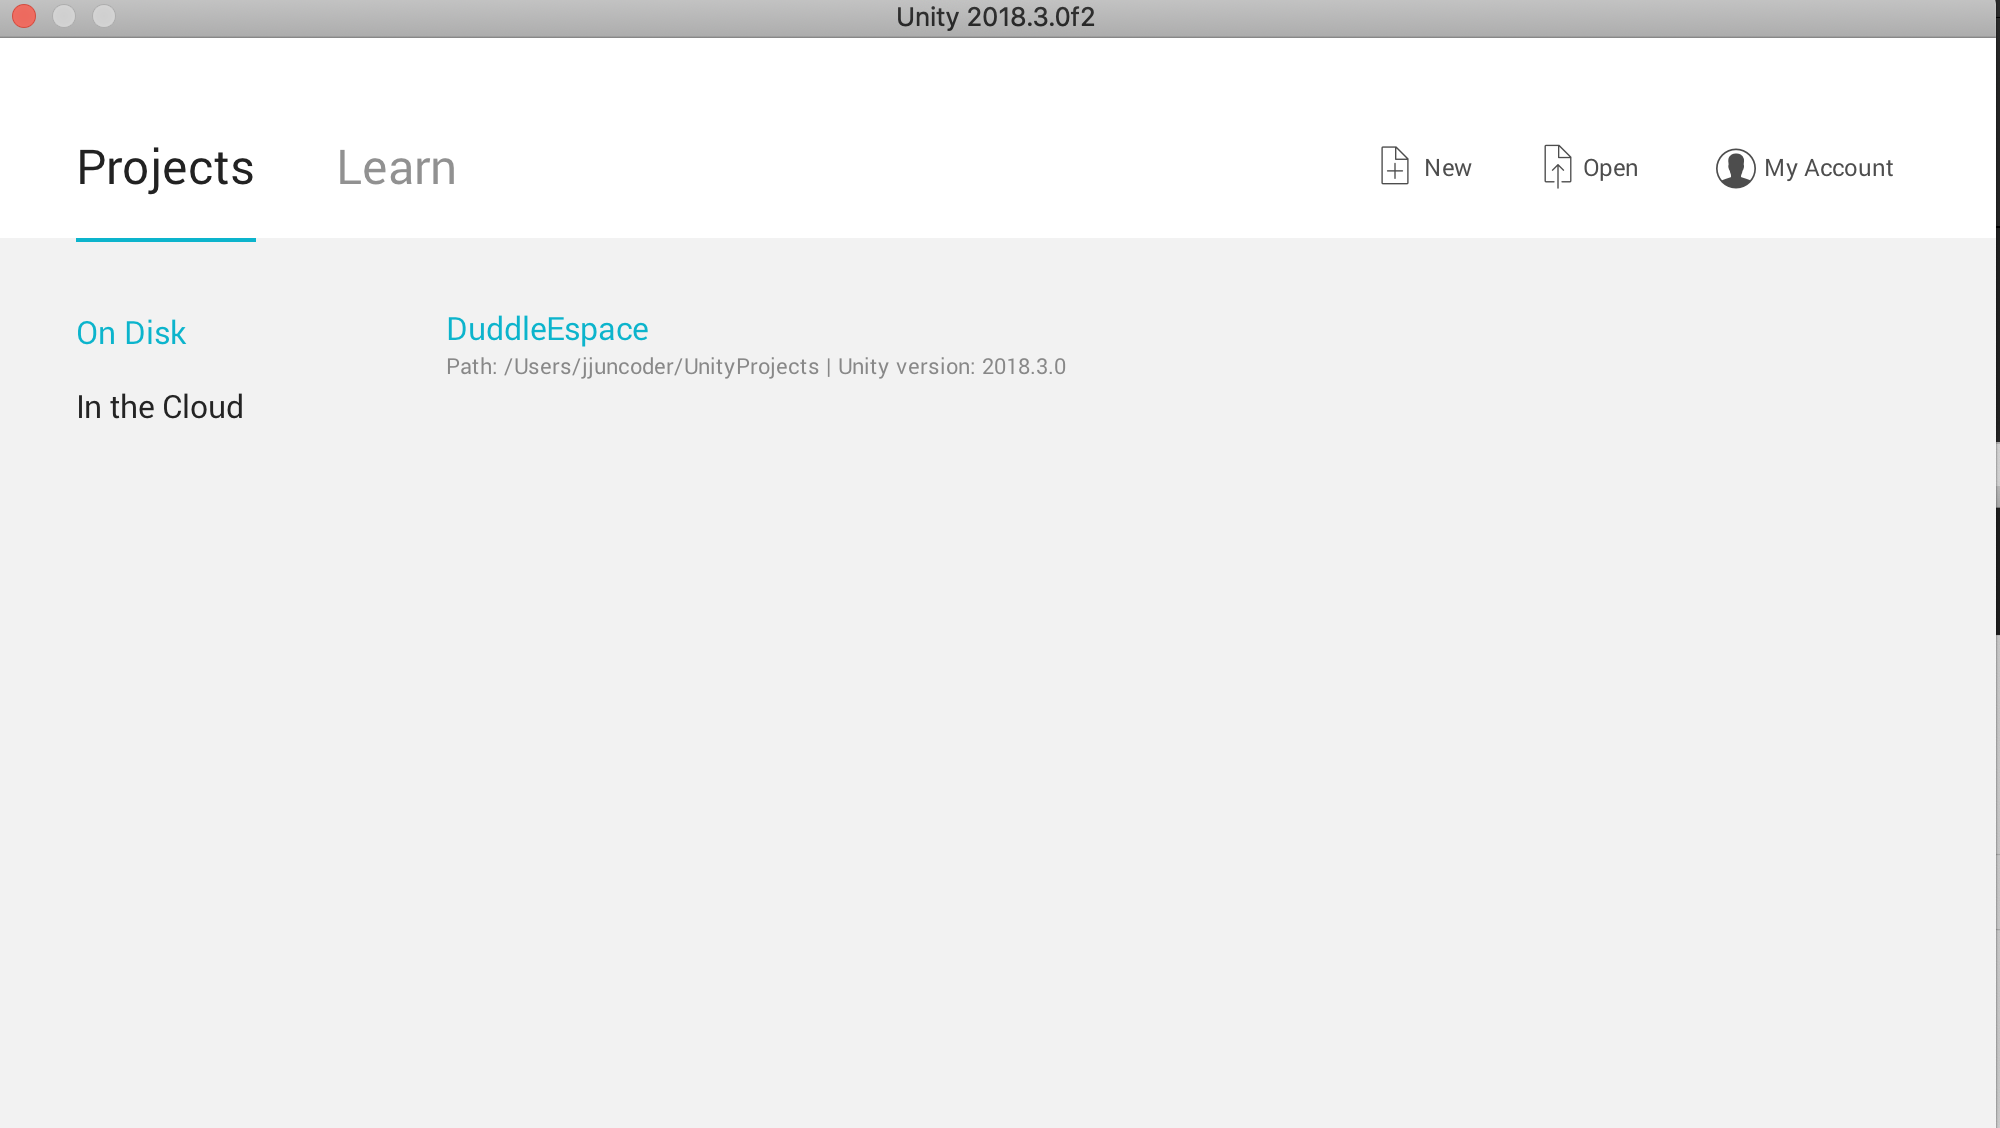 Unity 2018.3.0f2
Projects
Learn
New
Open
My Account
On Disk
In the Cloud
DuddleEspace
Path: /Users/jjuncoder/UnityProjects | Unity version: 2018.3.0